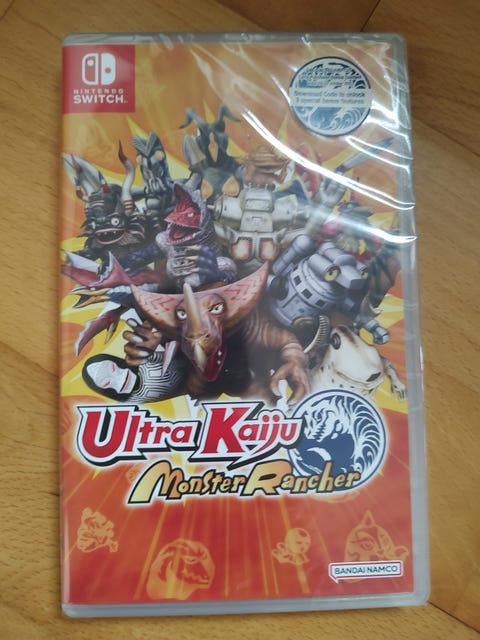 NINTENDO
SWITCH
Download Code to unlock
3 special bonus features
Ultra Kaiju
Monster Rancher
BANDAI NAMCO